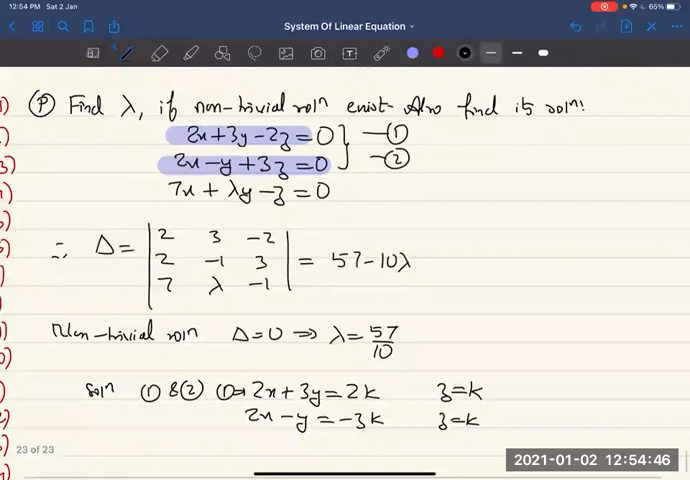 12:54 PM Sat 2 Jan
65%
System Of Linear Equation
Ⓟ Find λ, if non-trivial soln exist. Also find its soln:
2x+3y-2z=0 —①
2x-y+3z=0 —②
7x+λy-z=0
∴ Δ= | 2 3 -2 |
| 2 -1 3 | = 57-10λ
| 7 λ -1 |
Non-trivial soln Δ=0 ⇒ λ=57/10
soln ① &② ①⇒2x+3y=2k z=k
2x-y=-3k z=k
23 of 23
2021-01-02 12:54:46